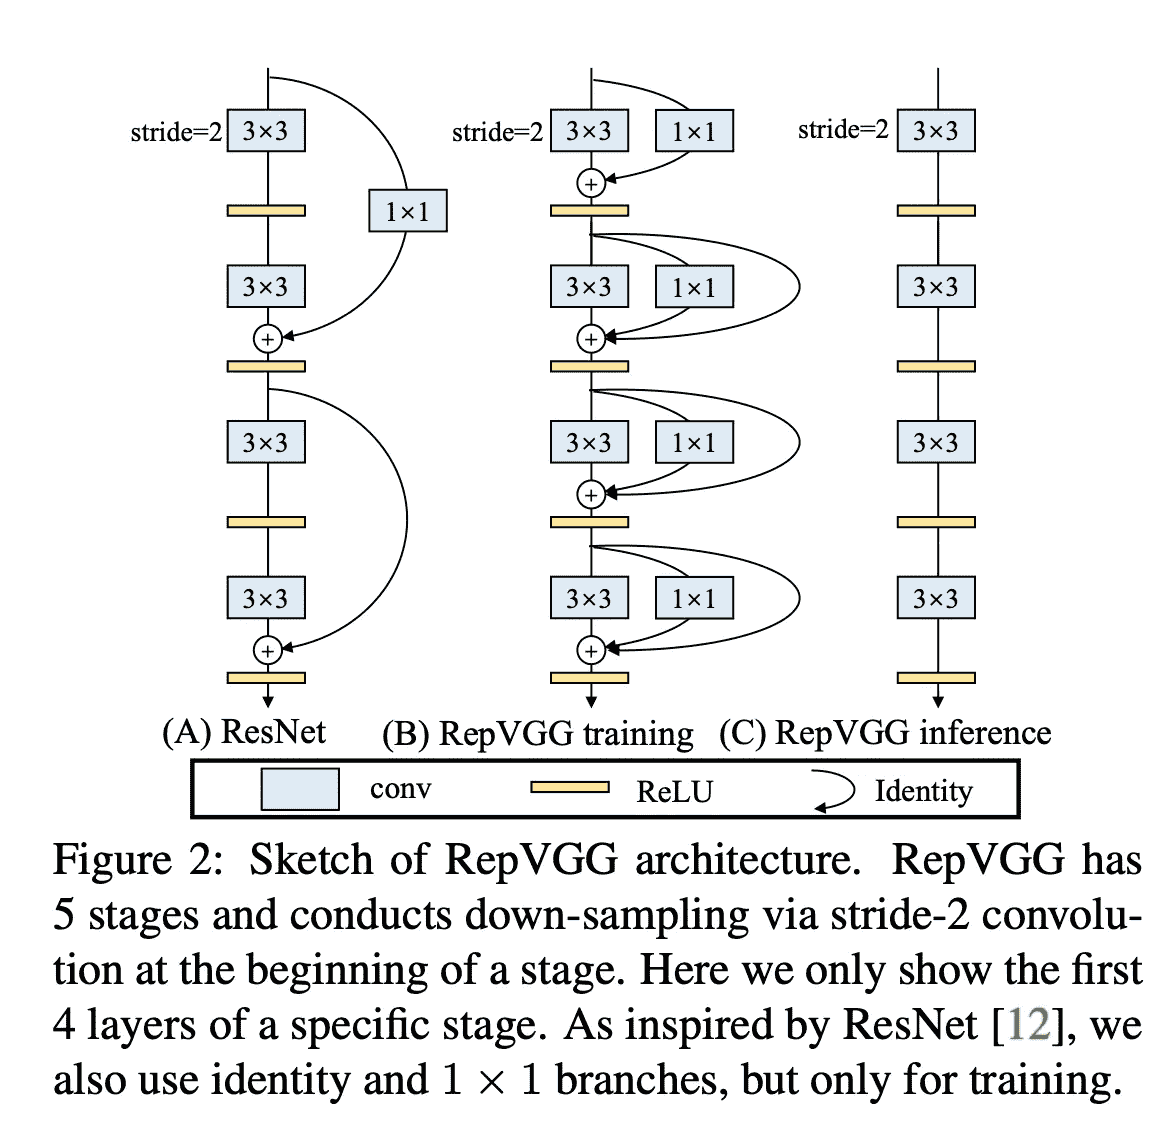 stride=2 3×3 stride=2 3×3 1×1 stride=2 3×3
1×1
3×3 3×3 1×1 3×3
+ + +
3×3 3×3 1×1 3×3
+
3×3 3×3 1×1 3×3
+ +
(A) ResNet (B) RepVGG training (C) RepVGG inference
conv ReLU Identity
Figure 2: Sketch of RepVGG architecture. RepVGG has
5 stages and conducts down-sampling via stride-2 convolu-
tion at the beginning of a stage. Here we only show the first
4 layers of a specific stage. As inspired by ResNet [12], we
also use identity and 1 × 1 branches, but only for training.